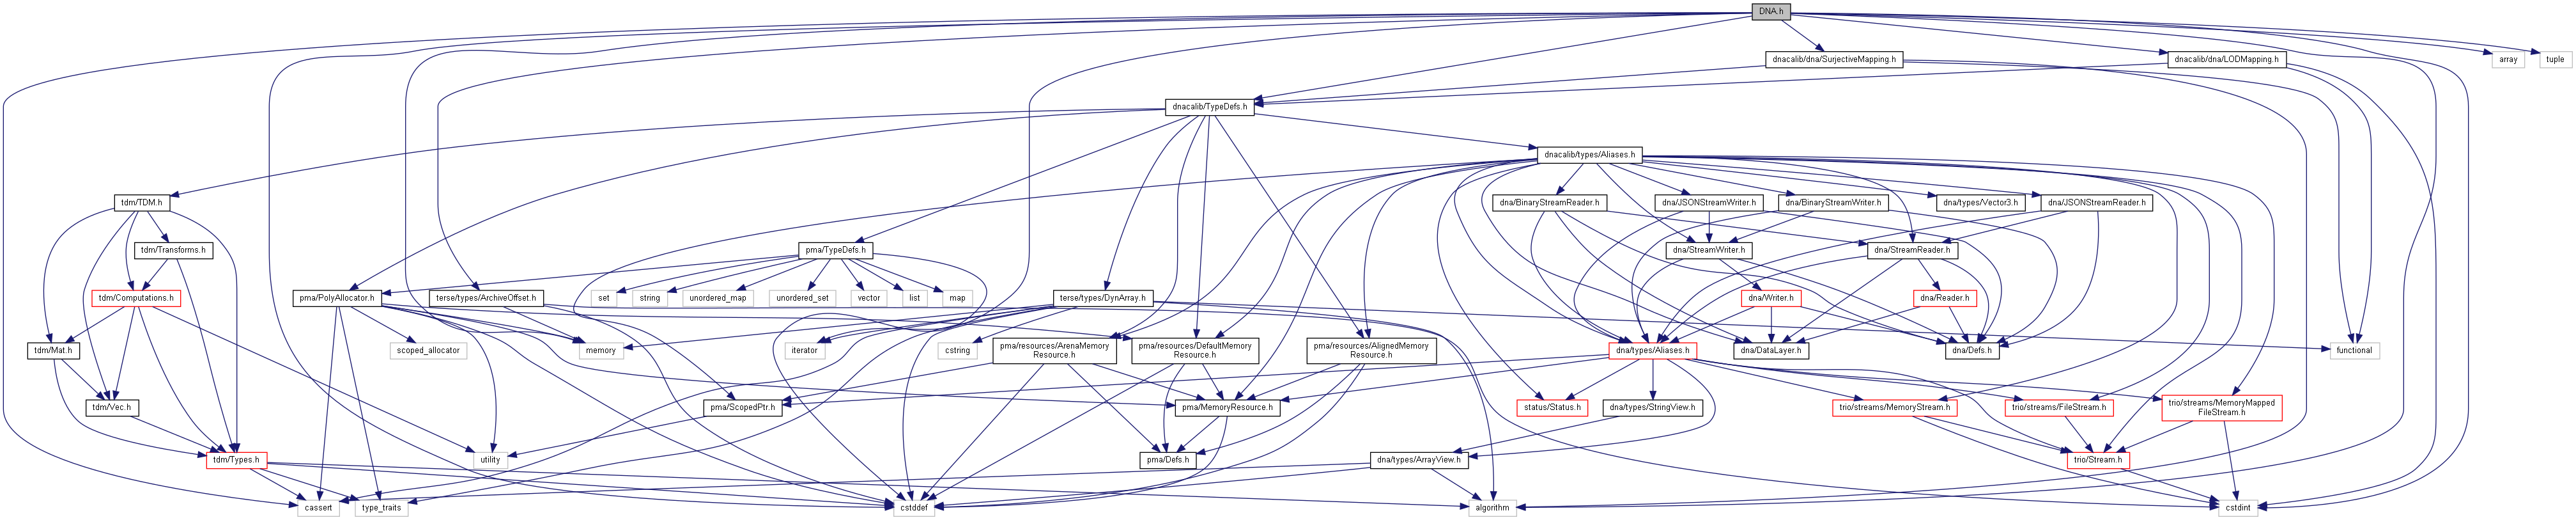 DNA.h
dnacalib/dna/SurjectiveMapping.h
dnacalib/dna/LODMapping.h
array
tuple
dnacalib/TypeDefs.h
dnacalib/types/Aliases.h
tdm/TDM.h
dna/BinaryStreamReader.h
dna/JSONStreamWriter.h
dna/BinaryStreamWriter.h
dna/types/Vector3.h
dna/JSONStreamReader.h
tdm/Transforms.h
pma/TypeDefs.h
dna/StreamWriter.h
dna/StreamReader.h
tdm/Computations.h
pma/PolyAllocator.h
terse/types/ArchiveOffset.h
set
string
unordered_map
unordered_set
vector
list
map
terse/types/DynArray.h
dna/Writer.h
dna/Reader.h
tdm/Mat.h
scoped_allocator
memory
iterator
cstring
pma/resources/ArenaMemory
Resource.h
pma/resources/DefaultMemory
Resource.h
pma/resources/AlignedMemory
Resource.h
dna/types/Aliases.h
dna/DataLayer.h
dna/Defs.h
functional
tdm/Vec.h
pma/ScopedPtr.h
pma/MemoryResource.h
status/Status.h
dna/types/StringView.h
trio/streams/MemoryStream.h
trio/streams/FileStream.h
trio/streams/MemoryMapped
FileStream.h
tdm/Types.h
utility
pma/Defs.h
dna/types/ArrayView.h
trio/Stream.h
cassert
type_traits
cstddef
algorithm
cstdint